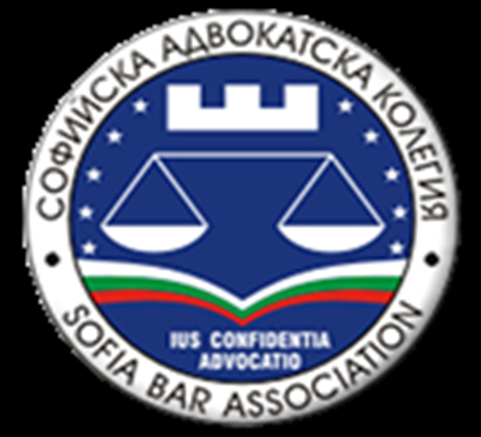 СОФИЙСКА АДВОКАТСКА КОЛЕГИЯ
IUS CONFIDENTIA
ADVOCATIO
SOFIA BAR ASSOCIATION